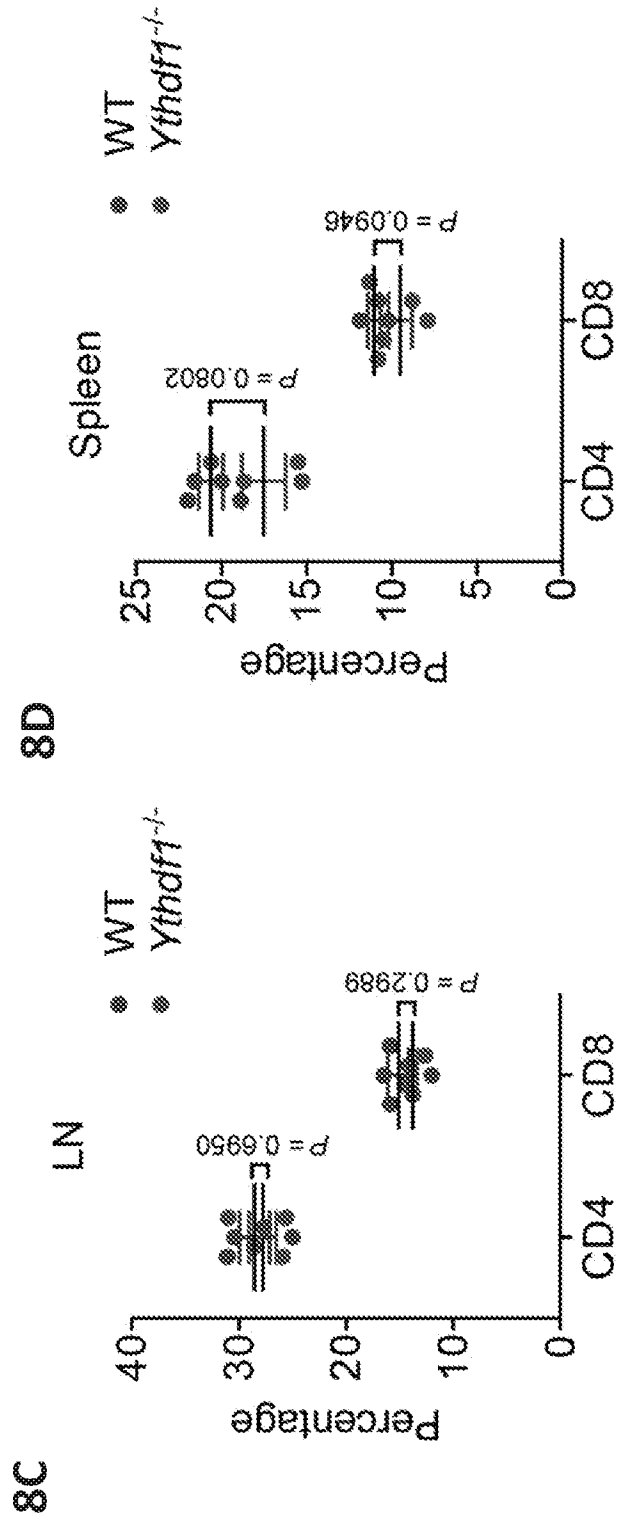 8C
LN
WT
Ythdf1-/-
Percentage
40
30
20
10
0
P = 0.6950
P = 0.2989
CD4
CD8
8D
Spleen
WT
Ythdf1-/-
Percentage
25
20
15
10
5
0
P = 0.0802
P = 0.0946
CD4
CD8